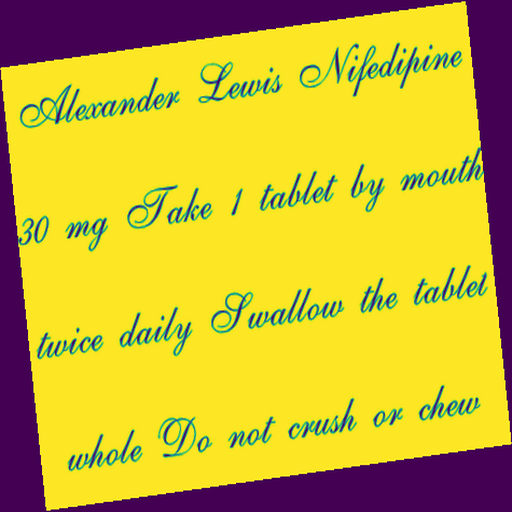 Alexander Lewis Nifedipine
30 mg Take 1 tablet by mouth
twice daily Swallow the tablet
whole Do not crush or chew